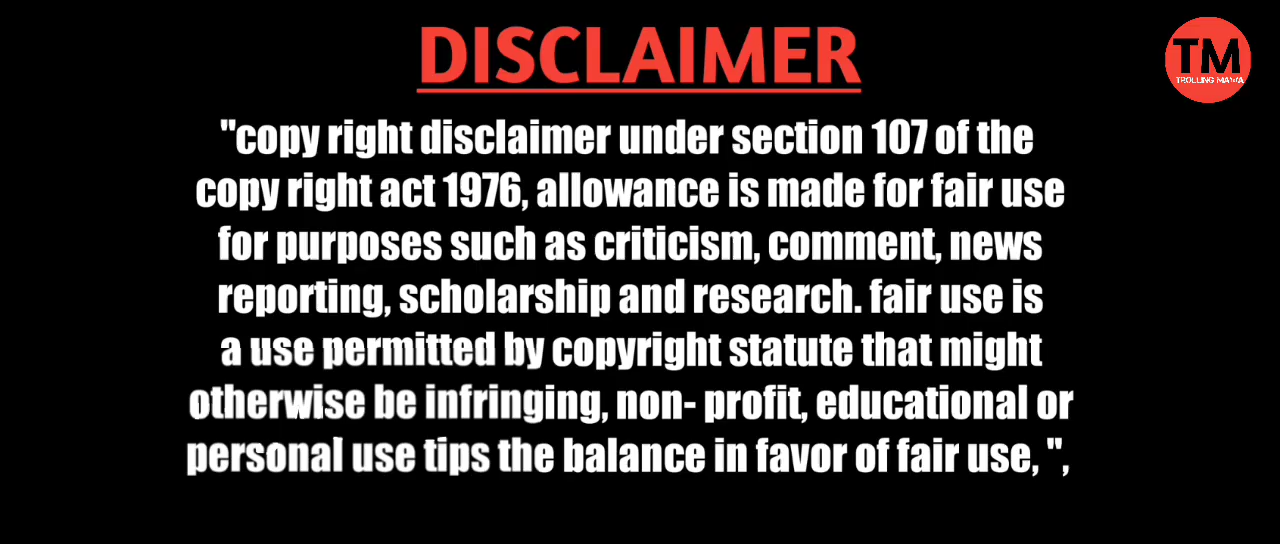 DISCLAIMER
TM
TROLLING MAWA
"copy right disclaimer under section 107 of the
copy right act 1976, allowance is made for fair use
for purposes such as criticism, comment, news
reporting, scholarship and research. fair use is
a use permitted by copyright statute that might
otherwise be infringing, non- profit, educational or
personal use tips the balance in favor of fair use, ",